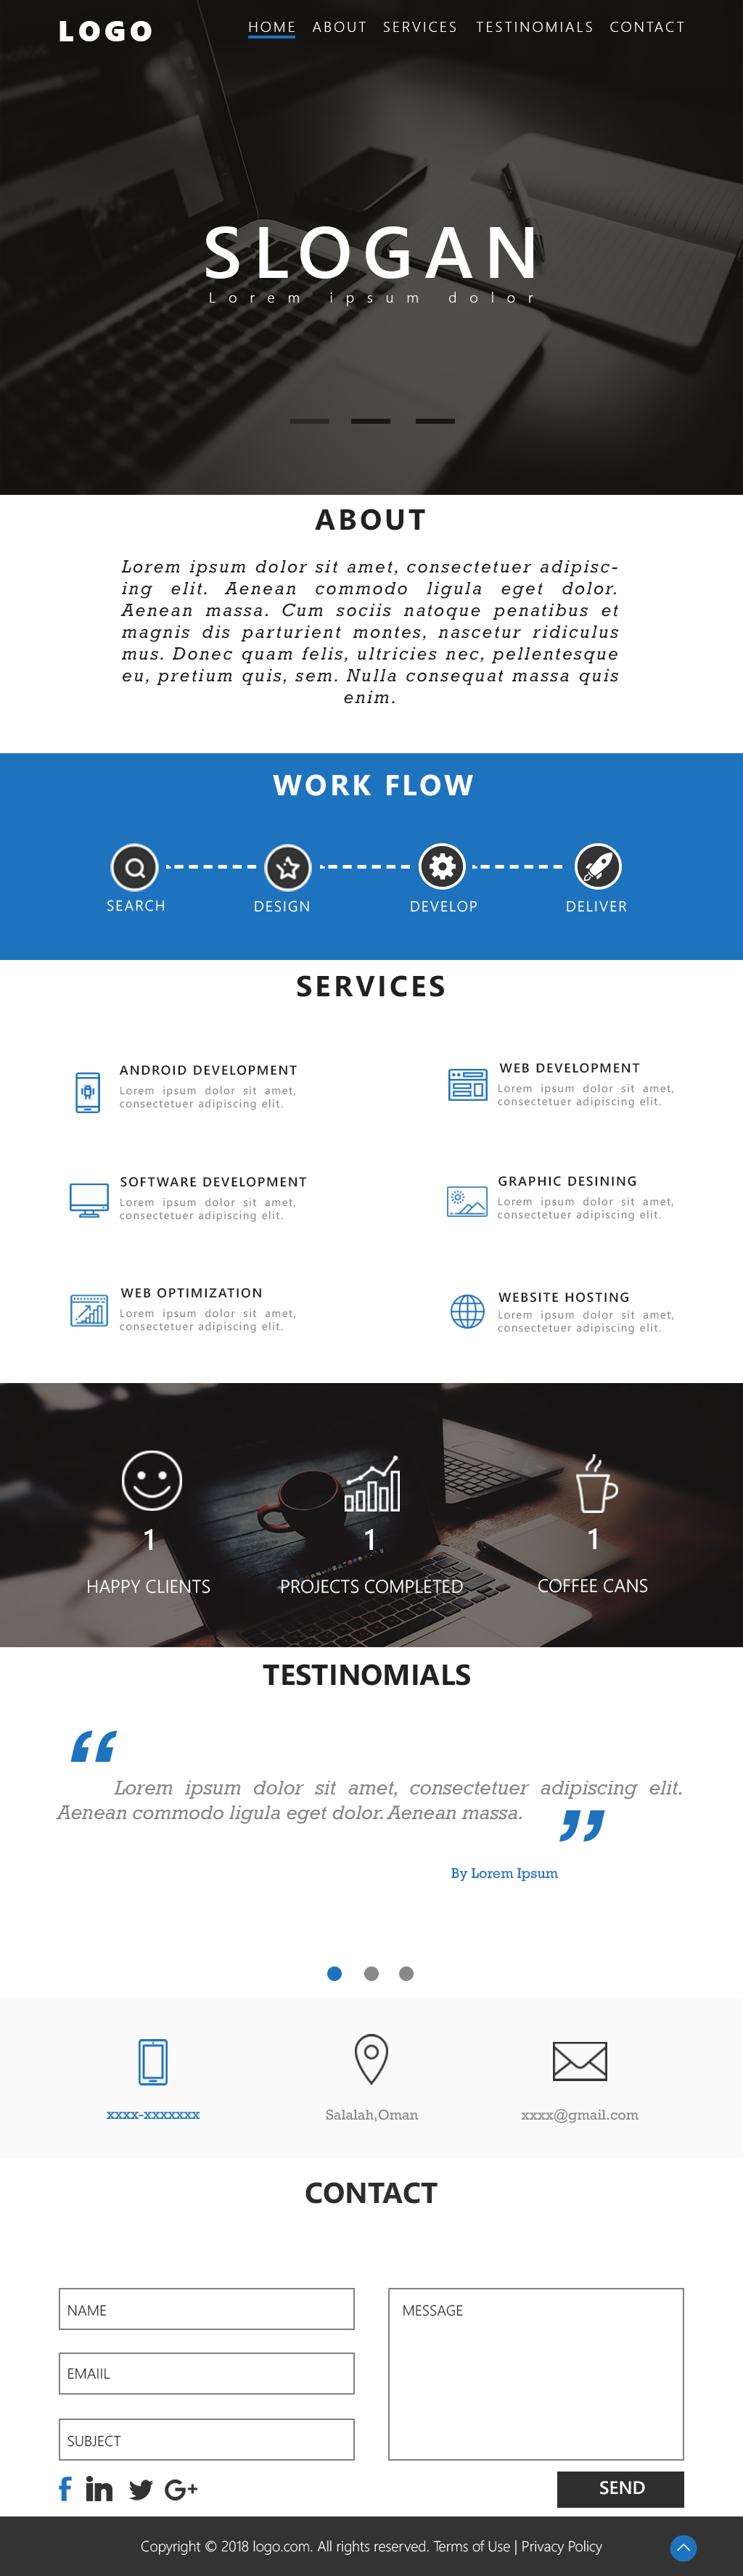 LOGO
HOME ABOUT SERVICES TESTINOMIALS CONTACT
SLOGAN
Lorem ipsum dolor
ABOUT
Lorem ipsum dolor sit amet, consectetuer adipisc-
ing elit. Aenean commodo ligula eget dolor.
Aenean massa. Cum sociis natoque penatibus et
magnis dis parturient montes, nascetur ridiculus
mus. Donec quam felis, ultricies nec, pellentesque
eu, pretium quis, sem. Nulla consequat massa quis
enim.
WORK FLOW
SEARCH DESIGN DEVELOP DELIVER
SERVICES
ANDROID DEVELOPMENT
Lorem ipsum dolor sit amet,
consectetuer adipiscing elit.
WEB DEVELOPMENT
Lorem ipsum dolor sit amet,
consectetuer adipiscing elit.
SOFTWARE DEVELOPMENT
Lorem ipsum dolor sit amet,
consectetuer adipiscing elit.
GRAPHIC DESINING
Lorem ipsum dolor sit amet,
consectetuer adipiscing elit.
WEB OPTIMIZATION
Lorem ipsum dolor sit amet,
consectetuer adipiscing elit.
WEBSITE HOSTING
Lorem ipsum dolor sit amet,
consectetuer adipiscing elit.
1 1 1
HAPPY CLIENTS PROJECTS COMPLETED COFFEE CANS
TESTINOMIALS
“
Lorem ipsum dolor sit amet, consectetuer adipiscing elit.
Aenean commodo ligula eget dolor. Aenean massa. ”
By Lorem Ipsum
xxxx-xxxxxxx Salalah,Oman xxxx@gmail.com
CONTACT
NAME
EMAIIL
SUBJECT
MESSAGE
f in G+
SEND
Copyright © 2018 logo.com. All rights reserved. Terms of Use | Privacy Policy